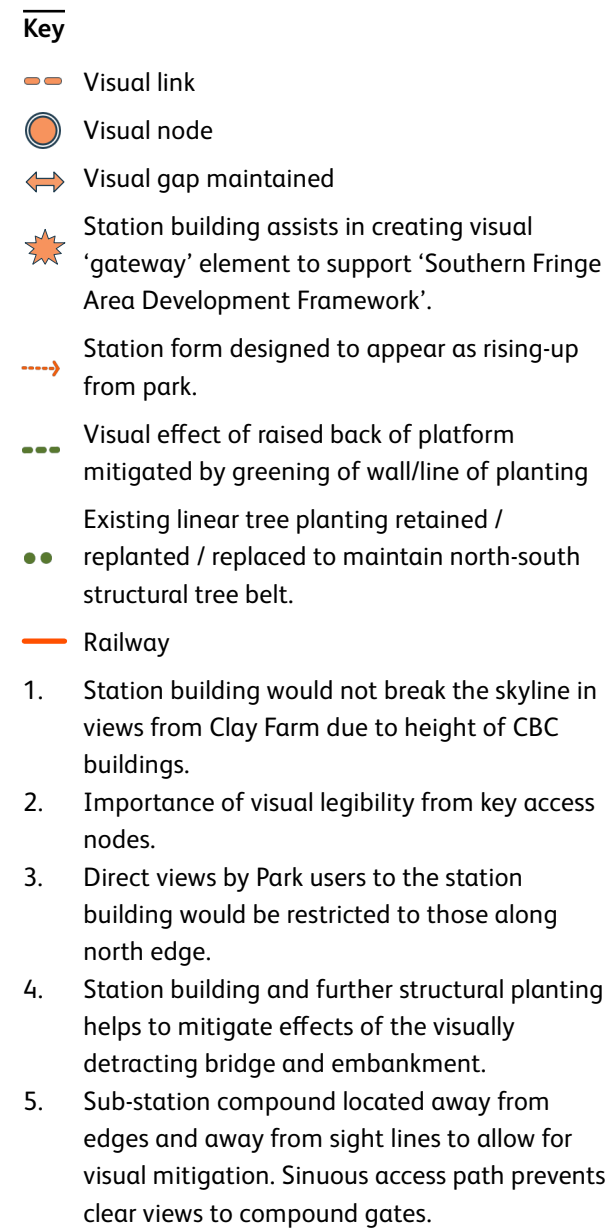 Key
Visual link
Visual node
Visual gap maintained
Station building assists in creating visual
‘gateway’ element to support ‘Southern Fringe
Area Development Framework’.
Station form designed to appear as rising-up
from park.
Visual effect of raised back of platform
mitigated by greening of wall/line of planting
Existing linear tree planting retained /
replanted / replaced to maintain north-south
structural tree belt.
Railway
1. Station building would not break the skyline in
views from Clay Farm due to height of CBC
buildings.
2. Importance of visual legibility from key access
nodes.
3. Direct views by Park users to the station
building would be restricted to those along
north edge.
4. Station building and further structural planting
helps to mitigate effects of the visually
detracting bridge and embankment.
5. Sub-station compound located away from
edges and away from sight lines to allow for
visual mitigation. Sinuous access path prevents
clear views to compound gates.